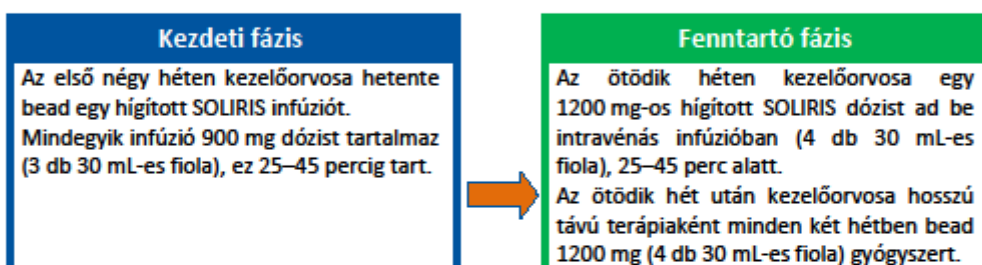 Kezdeti fázis
Az első négy héten kezelőorvosa hetente
bead egy hígított SOLIRIS infúziót.
Mindegyik infúzió 900 mg dózist tartalmaz
(3 db 30 mL-es fiola), ez 25–45 percig tart.
Fenntartó fázis
Az ötödik héten kezelőorvosa egy
1200 mg-os hígított SOLIRIS dózist ad be
intravénás infúzióban (4 db 30 mL-es
fiola), 25–45 perc alatt.
Az ötödik hét után kezelőorvosa hosszú
távú terápiaként minden két hétben bead
1200 mg (4 db 30 mL-es fiola) gyógyszert.